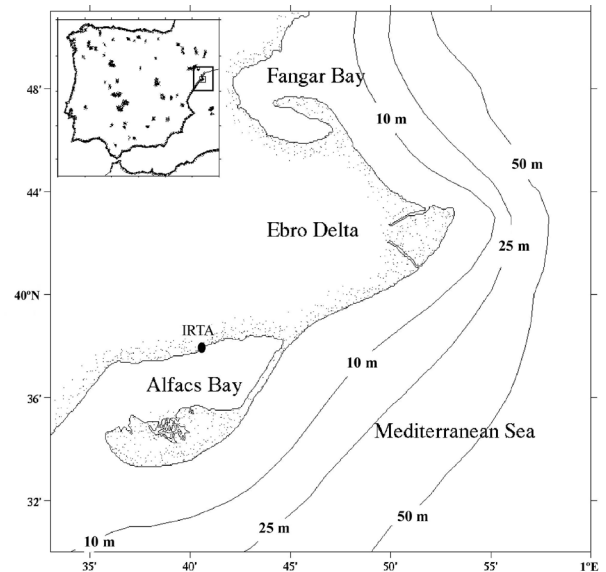 Fangar Bay
48'
10 m
50 m
44'
Ebro Delta
25 m
40°N
IRTA
10 m
Alfacs Bay
36'
Mediterranean Sea
32'
50 m
25 m
10 m
35'
40'
45'
50'
55'
1°E